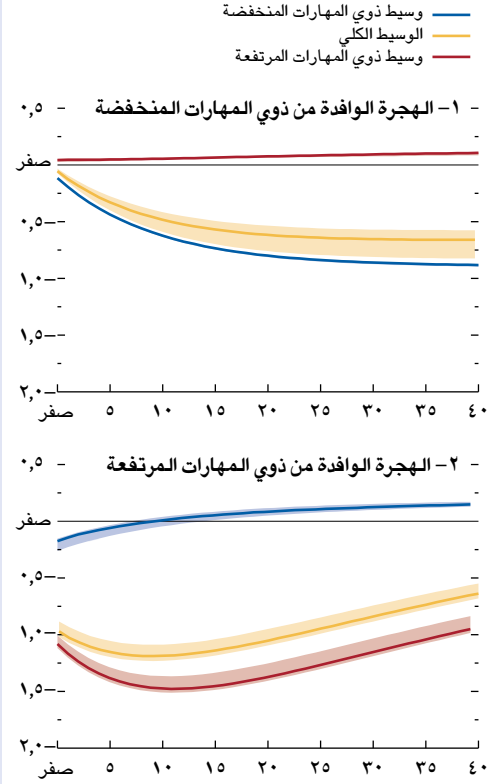 وسيط ذوي المهارات المنخفضة
الوسيط الكلي
وسيط ذوي المهارات المرتفعة
١- الهجرة الوافدة من ذوي المهارات المنخفضة
٠,٥
صفر
٠,٥–
١,٠–
١,٥–
٢,٠–
صفر ٥ ١٠ ١٥ ٢٠ ٢٥ ٣٠ ٣٥ ٤٠
٢- الهجرة الوافدة من ذوي المهارات المرتفعة
٠,٥
صفر
٠,٥–
١,٠–
١,٥–
٢,٠–
صفر ٥ ١٠ ١٥ ٢٠ ٢٥ ٣٠ ٣٥ ٤٠